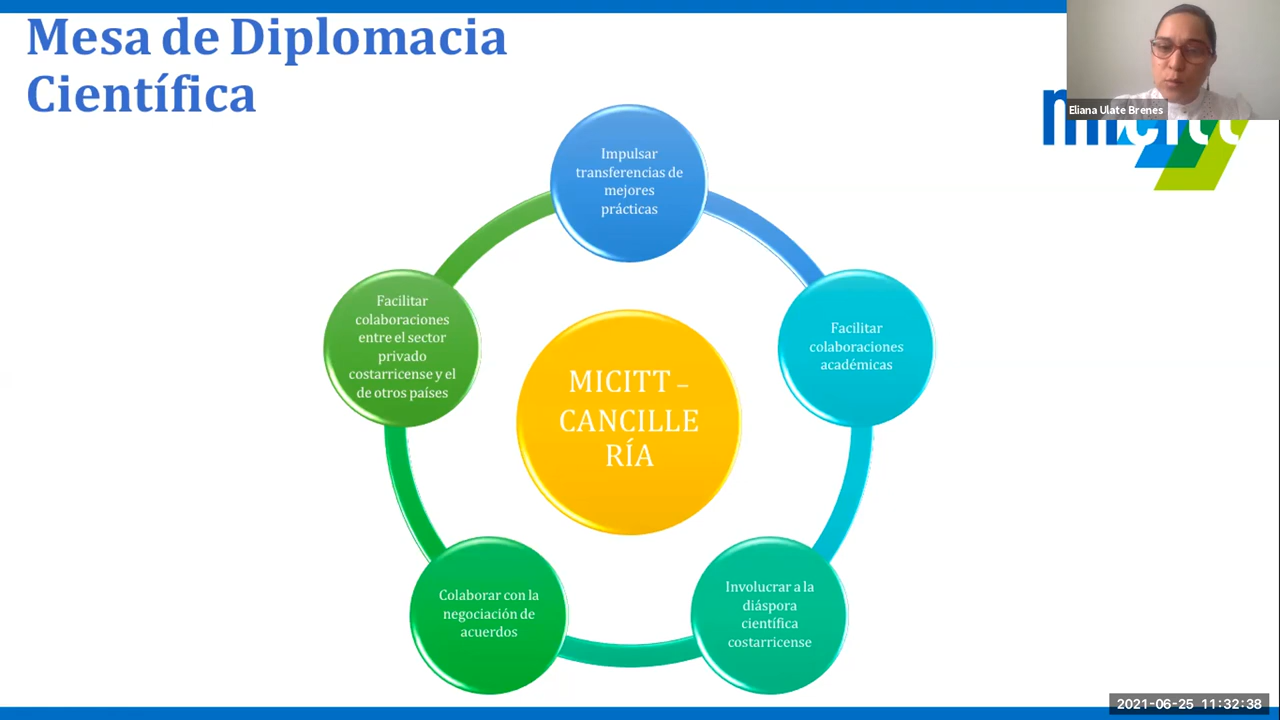 Mesa de Diplomacia
Científica
Eliana Ulate Brenes
micitt
Impulsar
transferencias de
mejores
prácticas
Facilitar
colaboraciones
académicas
Involucrar a la
diáspora
científica
costarricense
Colaborar con la
negociación de
acuerdos
Facilitar
colaboraciones
entre el sector
privado
costarricense y el
de otros países
MICITT –
CANCILLE
RÍA
2021-06-25 11:32:38